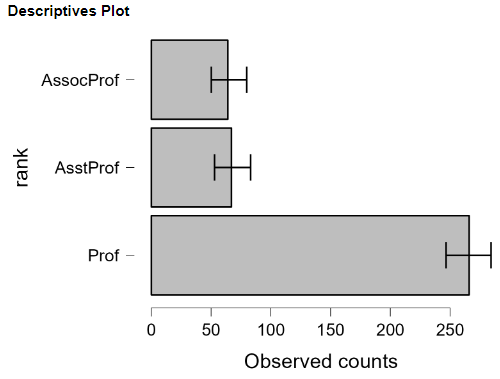 Descriptives Plot
AssocProf
AsstProf
Prof
rank
0 50 100 150 200 250
Observed counts